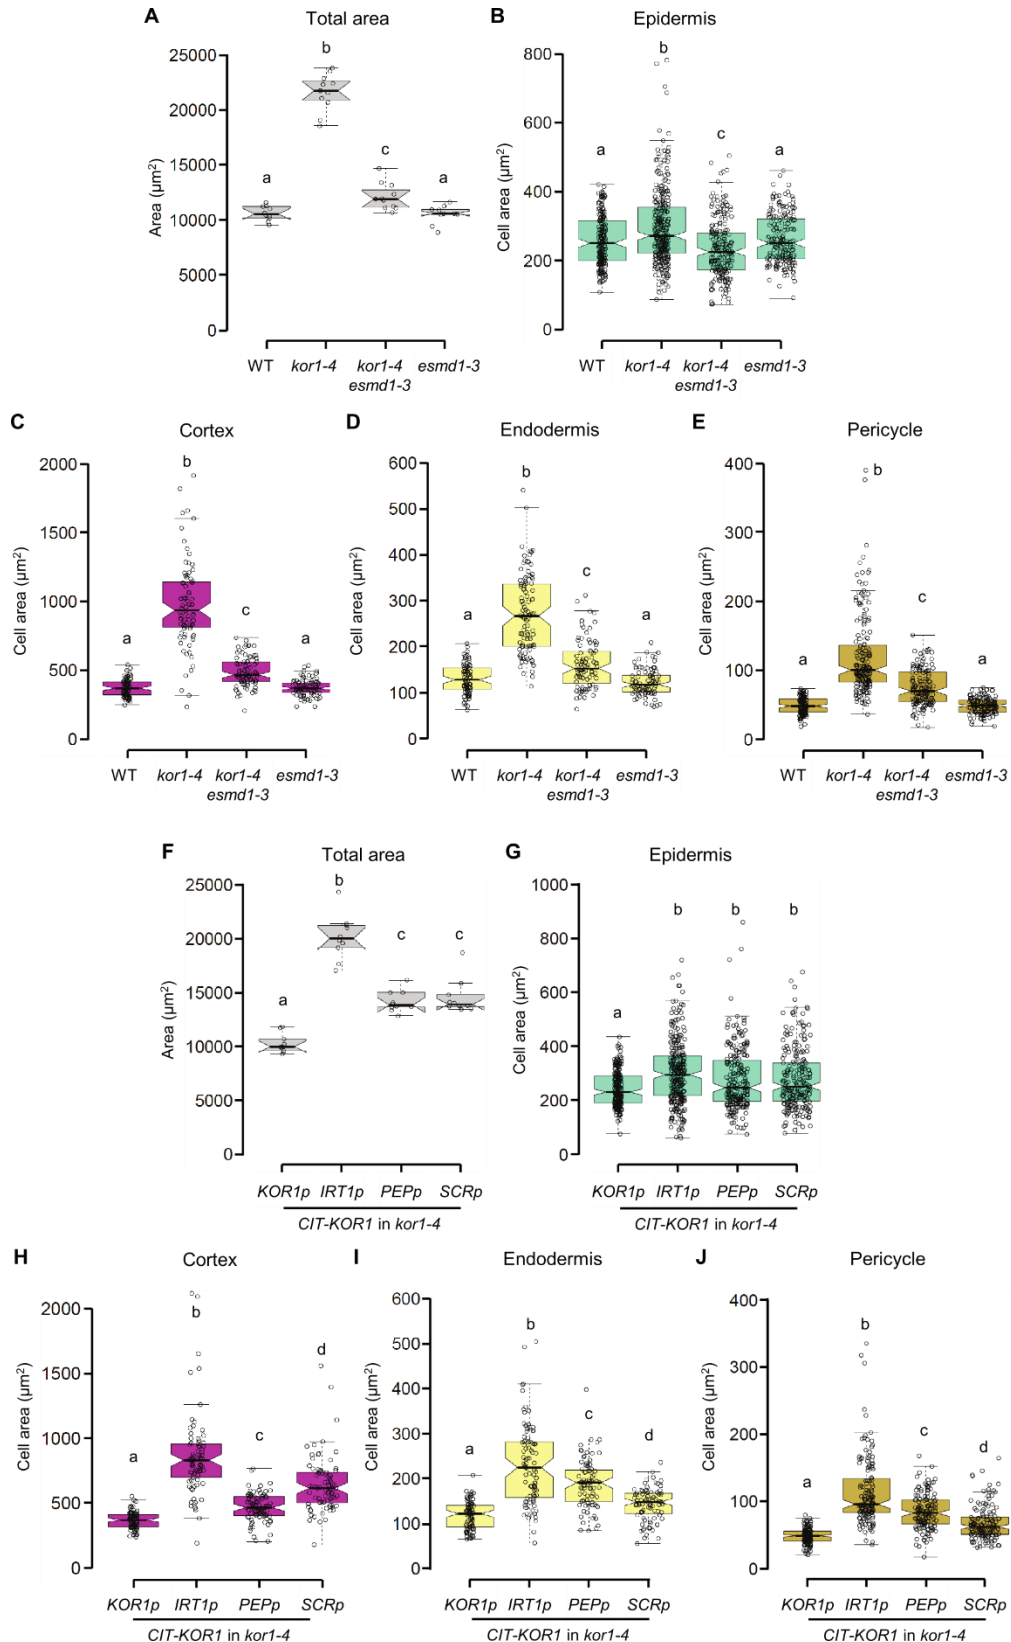 A Total area
b
25000
20000
15000
10000
5000
0
Area (µm²)
a
c
a
WT kor1-4 kor1-4 esmd1-3
esmd1-3
B Epidermis
b
800
600
400
200
0
Cell area (µm²)
a
c
a
WT kor1-4 kor1-4 esmd1-3
esmd1-3
C Cortex
b
2000
1500
1000
500
0
Cell area (µm²)
a
c
a
WT kor1-4 kor1-4 esmd1-3
esmd1-3
D Endodermis
b
600
500
400
300
200
100
0
Cell area (µm²)
a
c
a
WT kor1-4 kor1-4 esmd1-3
esmd1-3
E Pericycle
b
400
300
200
100
0
Cell area (µm²)
a
c
a
WT kor1-4 kor1-4 esmd1-3
esmd1-3
F Total area
b
25000
20000
15000
10000
5000
0
Area (µm²)
a
c
c
KOR1p IRT1p PEPp SCRp
CIT-KOR1 in kor1-4
G Epidermis
1000
800
600
400
200
0
Cell area (µm²)
a
b
b
b
KOR1p IRT1p PEPp SCRp
CIT-KOR1 in kor1-4
H Cortex
2000
1500
1000
500
0
Cell area (µm²)
a
b
c
d
KOR1p IRT1p PEPp SCRp
CIT-KOR1 in kor1-4
I Endodermis
600
500
400
300
200
100
0
Cell area (µm²)
a
b
c
d
KOR1p IRT1p PEPp SCRp
CIT-KOR1 in kor1-4
J Pericycle
400
300
200
100
0
Cell area (µm²)
a
b
c
d
KOR1p IRT1p PEPp SCRp
CIT-KOR1 in kor1-4